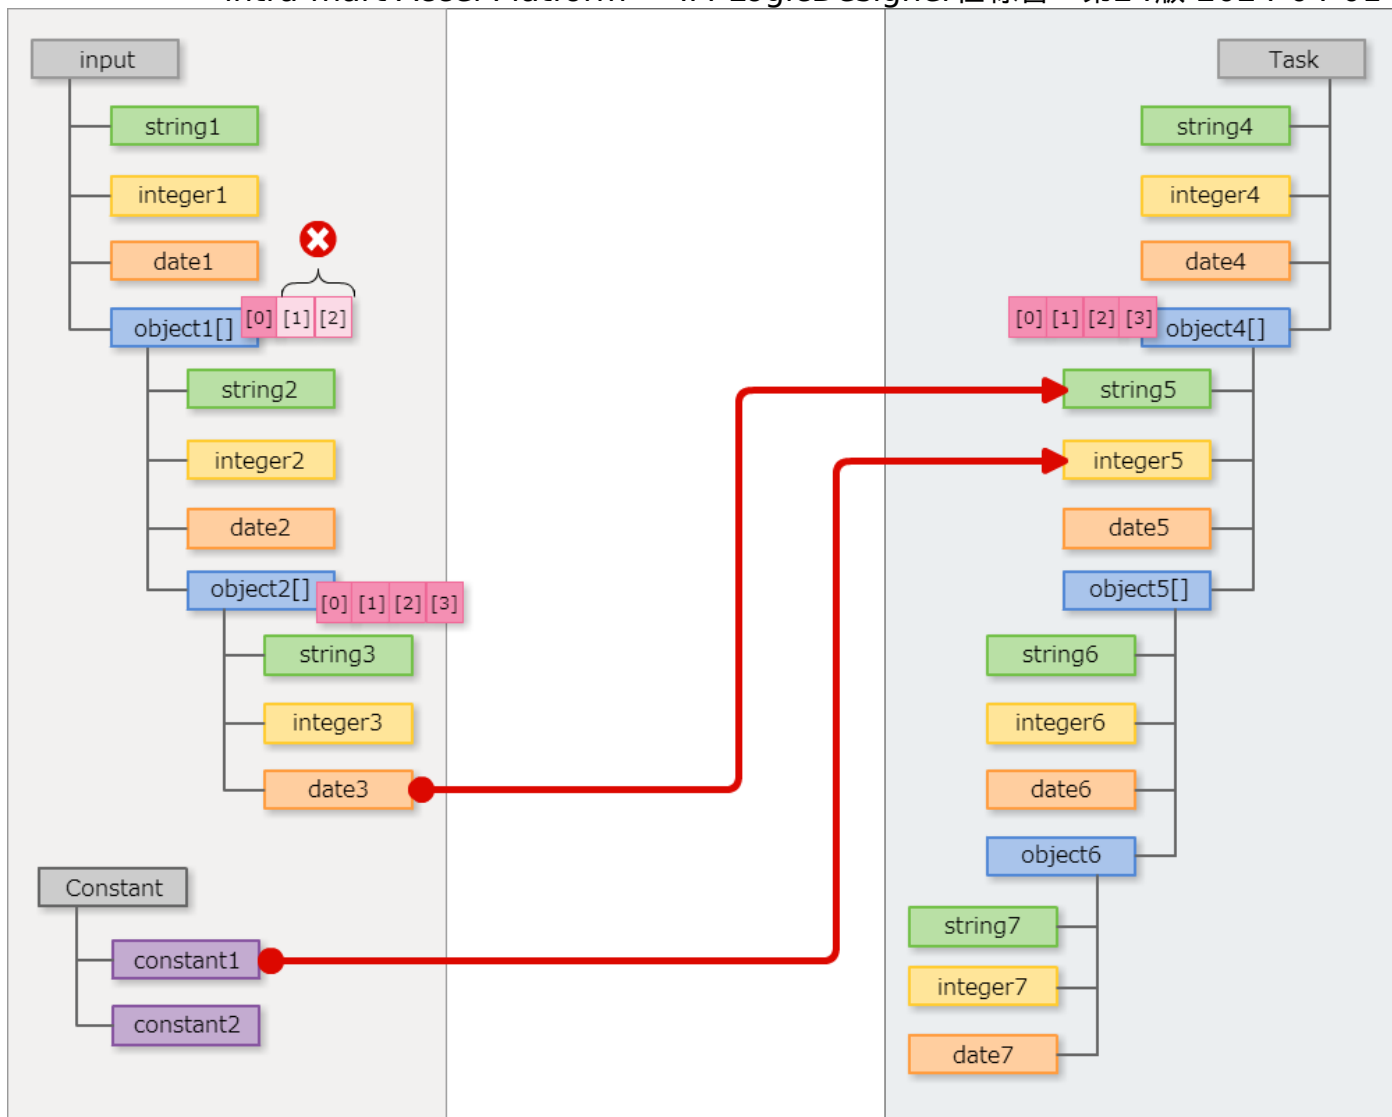 input
string1
integer1
date1
object1[]
[0] [1] [2]
string2
integer2
date2
object2[]
[0] [1] [2] [3]
string3
integer3
date3
Constant
constant1
constant2
Task
string4
integer4
date4
[0] [1] [2] [3]
object4[]
string5
integer5
date5
object5[]
string6
integer6
date6
object6
string7
integer7
date7